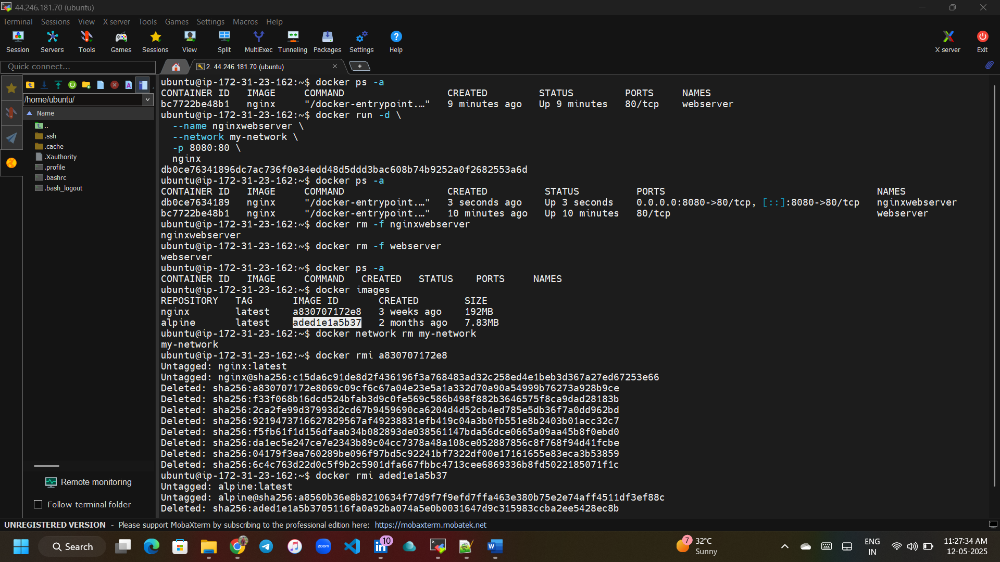 44.246.181.70 (ubuntu)
Terminal Sessions View X server Tools Games Settings Macros Help
Session Servers Tools Games Sessions View Split MultiExec Tunneling Packages Settings Help X server Exit
Quick connect...
2. 44.246.181.70 (ubuntu)
/home/ubuntu/
Name
..
.ssh
.cache
.Xauthority
.profile
.bashrc
.bash_logout
Remote monitoring
Follow terminal folder
ubuntu@ip-172-31-23-162:~$ docker ps -a
CONTAINER ID   IMAGE     COMMAND                  CREATED         STATUS         PORTS     NAMES
bc7722be48b1   nginx     "/docker-entrypoint.…"   9 minutes ago   Up 9 minutes   80/tcp    webserver
ubuntu@ip-172-31-23-162:~$ docker run -d \
  --name nginxwebserver \
  --network my-network \
  -p 8080:80 \
  nginx
db0ce76341896dc7ac736f0e34edd48d5ddd3bac608b74b9252a0f2682553a6d
ubuntu@ip-172-31-23-162:~$ docker ps -a
CONTAINER ID   IMAGE     COMMAND                  CREATED          STATUS          PORTS                                       NAMES
db0ce7634189   nginx     "/docker-entrypoint.…"   3 seconds ago    Up 3 seconds    0.0.0.0:8080->80/tcp, [::]:8080->80/tcp   nginxwebserver
bc7722be48b1   nginx     "/docker-entrypoint.…"   10 minutes ago   Up 10 minutes   80/tcp                                      webserver
ubuntu@ip-172-31-23-162:~$ docker rm -f nginxwebserver
nginxwebserver
ubuntu@ip-172-31-23-162:~$ docker rm -f webserver
webserver
ubuntu@ip-172-31-23-162:~$ docker ps -a
CONTAINER ID   IMAGE     COMMAND   CREATED   STATUS    PORTS     NAMES
ubuntu@ip-172-31-23-162:~$ docker images
REPOSITORY   TAG       IMAGE ID       CREATED        SIZE
nginx        latest    a830707172e8   3 weeks ago    192MB
alpine       latest    aded1e1a5b37   2 months ago   7.83MB
ubuntu@ip-172-31-23-162:~$ docker network rm my-network
my-network
ubuntu@ip-172-31-23-162:~$ docker rmi a830707172e8
Untagged: nginx:latest
Untagged: nginx@sha256:c15da6c91de8d2f436196f3a768483ad32c258ed4e1beb3d367a27ed67253e66
Deleted: sha256:a830707172e8069c09cf6c67a04e23e5a1a332d70a90a54999b76273a928b9ce
Deleted: sha256:f33f068b16dcd524bfab3d9c0fe569c586b498f882b3646575f8ca9dad28183b
Deleted: sha256:2ca2fe99d37993d2cd67b9459690ca6204d4d52cb4ed785e5db36f7a0dd962bd
Deleted: sha256:9219473716627829567af49238831efb419c04a3b0fb551e8b2403b01acc32c7
Deleted: sha256:f5fb61f1d156dfaab34b082893de038561147bda56dce0665a09aa45b8f0ebd0
Deleted: sha256:da1ec5e247ce7e2343b89c04cc7378a48a108ce052887856c8f768f94d41fcbe
Deleted: sha256:04179f3ea760289be096f97bd5c92241bf7322df00e17161655e83eca3b53859
Deleted: sha256:6c4c763d22d0c5f9b2c5901dfa667fbbc4713cee6869336b8fd5022185071f1c
ubuntu@ip-172-31-23-162:~$ docker rmi aded1e1a5b37
Untagged: alpine:latest
Untagged: alpine@sha256:a8560b36e8b8210634f77d9f7f9efd7ffa463e380b75e2e74aff4511df3ef88c
Deleted: sha256:aded1e1a5b3705116fa0a92ba074a5e0b0031647d9c315983ccba2ee5428ec8b
UNREGISTERED VERSION - Please support MobaXterm by subscribing to the professional edition here: https://mobaxterm.mobatek.net
Search
zoom
10
7
32°C
Sunny
ENG
IN
11:27:34 AM
12-05-2025